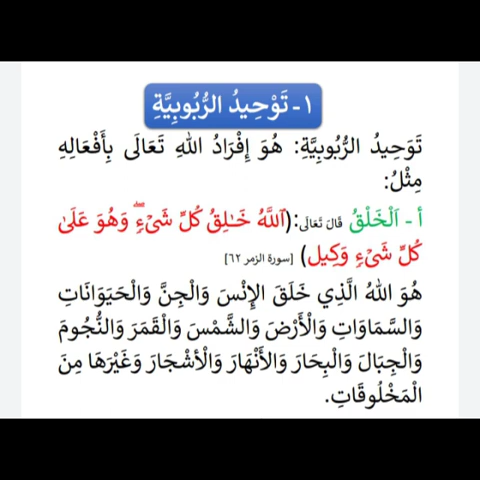 ١- تَوْحِيدُ الرُّبُوبِيَّةِ
تَوَحِيدُ الرُّبُوبِيَّةِ: هُوَ إِفْرَادُ اللهِ تَعَالَى بِأَفْعَالِهِ
مِثْلُ:
أ - اَلْخَلْقُ قَالَ تَعَالَى:(ٱللَّهُ خَـٰلِقُ كُلِّ شَىْءٍۢ ۖ وَهُوَ عَلَىٰ
كُلِّ شَىْءٍ وَكِيل) [سورة الزمر ٦٢]
هُوَ اللهُ الَّذِي خَلَقَ الإِنْسَ وَالْجِنَّ وَالْحَيَوَانَاتِ
وَالسَّمَاوَاتِ وَالْأَرْضَ وَالشَّمْسَ وَالْقَمَرَ وَالنُّجُومَ
وَالْجِبَالَ وَالْبِحَارَ وَالأَنْهَارَ وَالْأشْجَارَ وَغَيْرَهَا مِنَ
الْمَخْلُوقَاتِ.